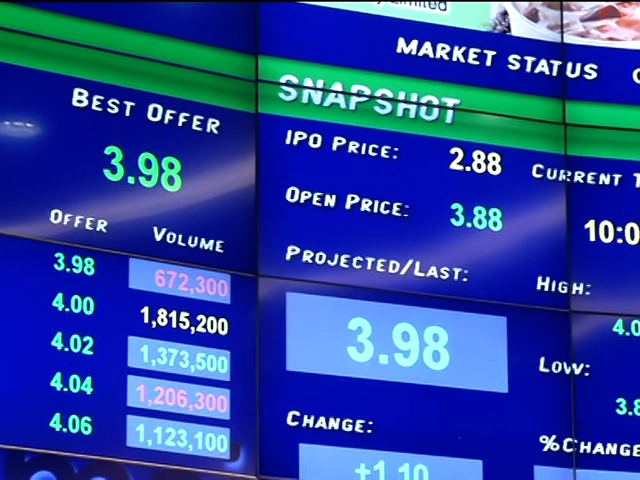 Limited
MARKET STATUS
SNAPSHOT
BEST OFFER
3.98
OFFER VOLUME
3.98 672,300
4.00 1,815,200
4.02 1,373,500
4.04 1,206,300
4.06 1,123,100
IPO PRICE: 2.88
OPEN PRICE: 3.88
PROJECTED/LAST:
3.98
CHANGE:
+1.10
CURRENT T
10:0
HIGH:
4.0
LOW:
3.8
%CHANGE